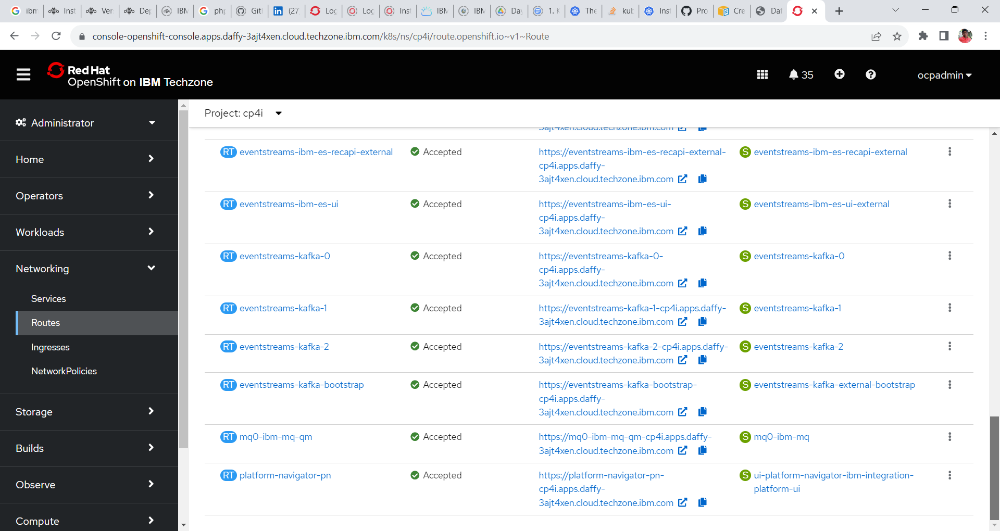 ibm
Inst
Ver
Dep
IBM
php
Git
(27
Log
Log
Inst
IBM
IBM
Day
1. K
The
kub
Inst
Pro
Cre
Daf
console-openshift-console.apps.daffy-3ajt4xen.cloud.techzone.ibm.com/k8s/ns/cp4i/route.openshift.io~v1~Route
Red Hat
OpenShift on IBM Techzone
35
ocpadmin
Administrator
Home
Operators
Workloads
Networking
Services
Routes
Ingresses
NetworkPolicies
Storage
Builds
Observe
Compute
Project: cp4i
3ajt4xen.cloud.techzone.ibm.com
RT eventstreams-ibm-es-recapi-external
Accepted
https://eventstreams-ibm-es-recapi-external-
cp4i.apps.daffy-
3ajt4xen.cloud.techzone.ibm.com
S eventstreams-ibm-es-recapi-external
RT eventstreams-ibm-es-ui
Accepted
https://eventstreams-ibm-es-ui-
cp4i.apps.daffy-
3ajt4xen.cloud.techzone.ibm.com
S eventstreams-ibm-es-ui-external
RT eventstreams-kafka-0
Accepted
https://eventstreams-kafka-0-
cp4i.apps.daffy-
3ajt4xen.cloud.techzone.ibm.com
S eventstreams-kafka-0
RT eventstreams-kafka-1
Accepted
https://eventstreams-kafka-1-cp4i.apps.daffy-
3ajt4xen.cloud.techzone.ibm.com
S eventstreams-kafka-1
RT eventstreams-kafka-2
Accepted
https://eventstreams-kafka-2-cp4i.apps.daffy-
3ajt4xen.cloud.techzone.ibm.com
S eventstreams-kafka-2
RT eventstreams-kafka-bootstrap
Accepted
https://eventstreams-kafka-bootstrap-
cp4i.apps.daffy-
3ajt4xen.cloud.techzone.ibm.com
S eventstreams-kafka-external-bootstrap
RT mq0-ibm-mq-qm
Accepted
https://mq0-ibm-mq-qm-cp4i.apps.daffy-
3ajt4xen.cloud.techzone.ibm.com
S mq0-ibm-mq
RT platform-navigator-pn
Accepted
https://platform-navigator-pn-
cp4i.apps.daffy-
3ajt4xen.cloud.techzone.ibm.com
S ui-platform-navigator-ibm-integration-
platform-ui